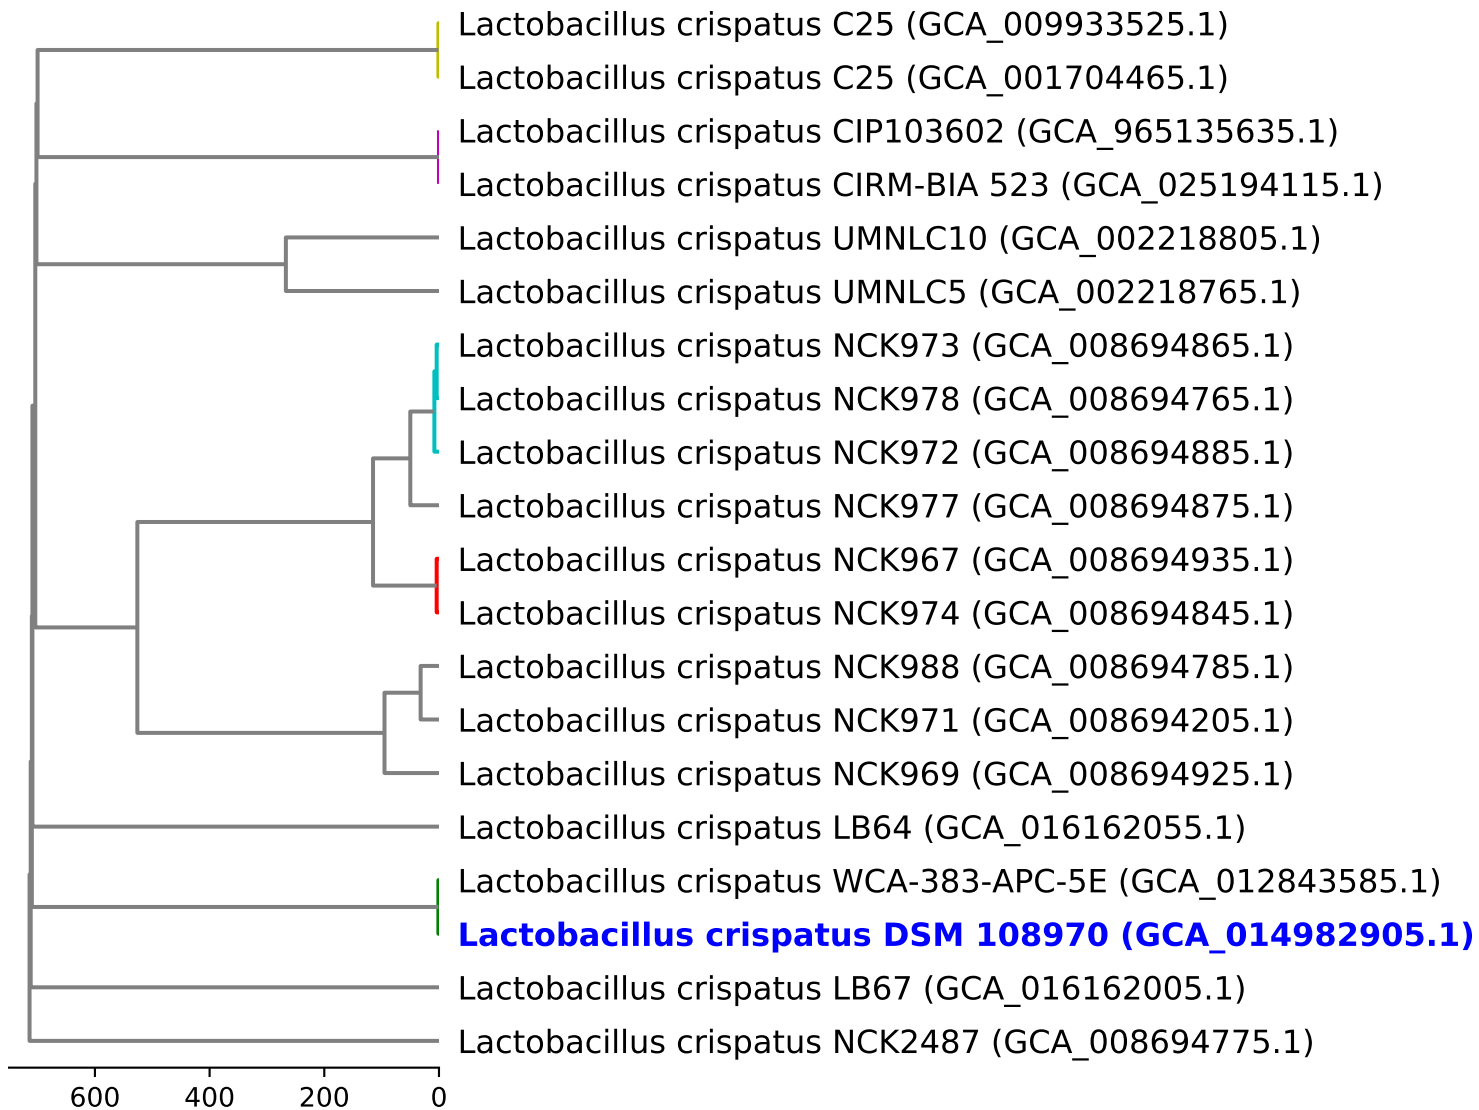 Lactobacillus crispatus C25 (GCA_009933525.1)
Lactobacillus crispatus C25 (GCA_001704465.1)
Lactobacillus crispatus CIP103602 (GCA_965135635.1)
Lactobacillus crispatus CIRM-BIA 523 (GCA_025194115.1)
Lactobacillus crispatus UMNLC10 (GCA_002218805.1)
Lactobacillus crispatus UMNLC5 (GCA_002218765.1)
Lactobacillus crispatus NCK973 (GCA_008694865.1)
Lactobacillus crispatus NCK978 (GCA_008694765.1)
Lactobacillus crispatus NCK972 (GCA_008694885.1)
Lactobacillus crispatus NCK977 (GCA_008694875.1)
Lactobacillus crispatus NCK967 (GCA_008694935.1)
Lactobacillus crispatus NCK974 (GCA_008694845.1)
Lactobacillus crispatus NCK988 (GCA_008694785.1)
Lactobacillus crispatus NCK971 (GCA_008694205.1)
Lactobacillus crispatus NCK969 (GCA_008694925.1)
Lactobacillus crispatus LB64 (GCA_016162055.1)
Lactobacillus crispatus WCA-383-APC-5E (GCA_012843585.1)
Lactobacillus crispatus DSM 108970 (GCA_014982905.1)
Lactobacillus crispatus LB67 (GCA_016162005.1)
Lactobacillus crispatus NCK2487 (GCA_008694775.1)
600 400 200 0